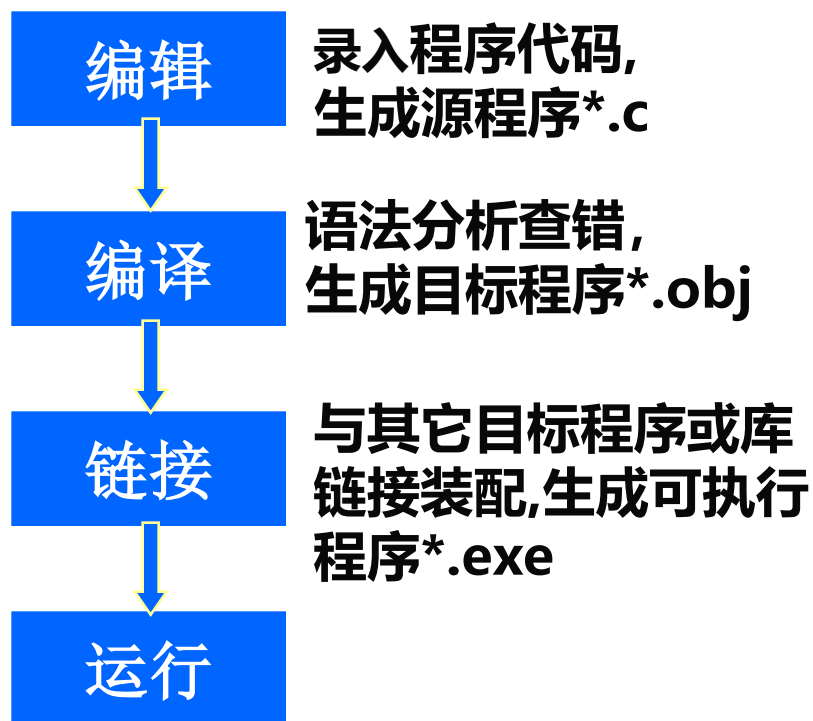 编辑
录入程序代码,
生成源程序*.c
编译
语法分析查错，
生成目标程序*.obj
链接
与其它目标程序或库
链接装配,生成可执行
程序*.exe
运行